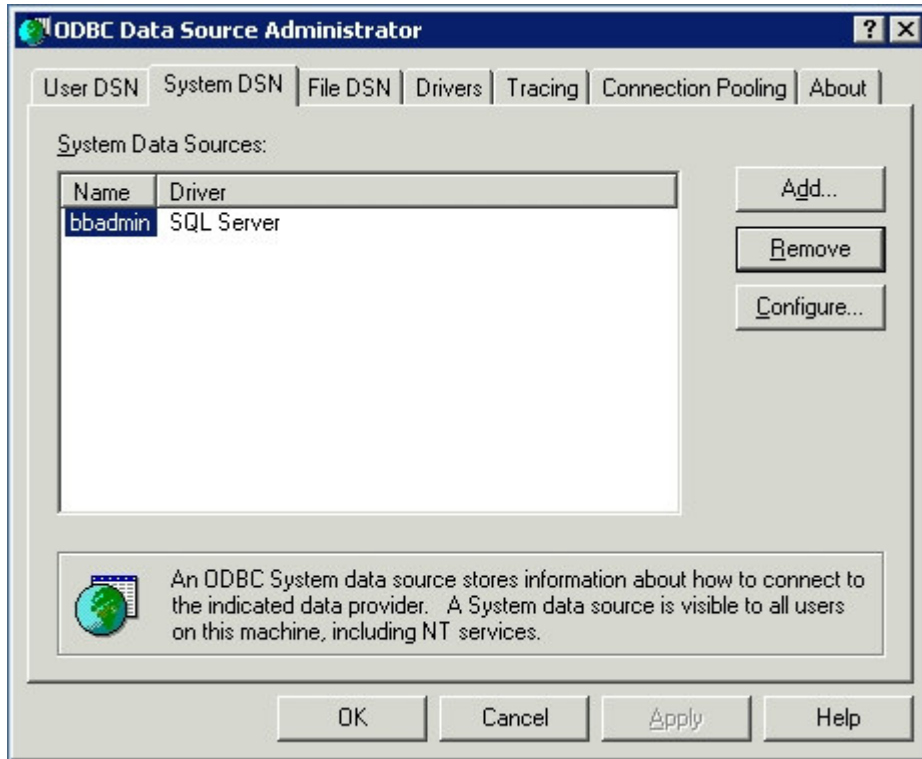 ODBC Data Source Administrator
User DSN System DSN File DSN Drivers Tracing Connection Pooling About
System Data Sources:
Name Driver
bbadmin SQL Server
Add...
Remove
Configure...
An ODBC System data source stores information about how to connect to
the indicated data provider. A System data source is visible to all users
on this machine, including NT services.
OK Cancel Apply Help